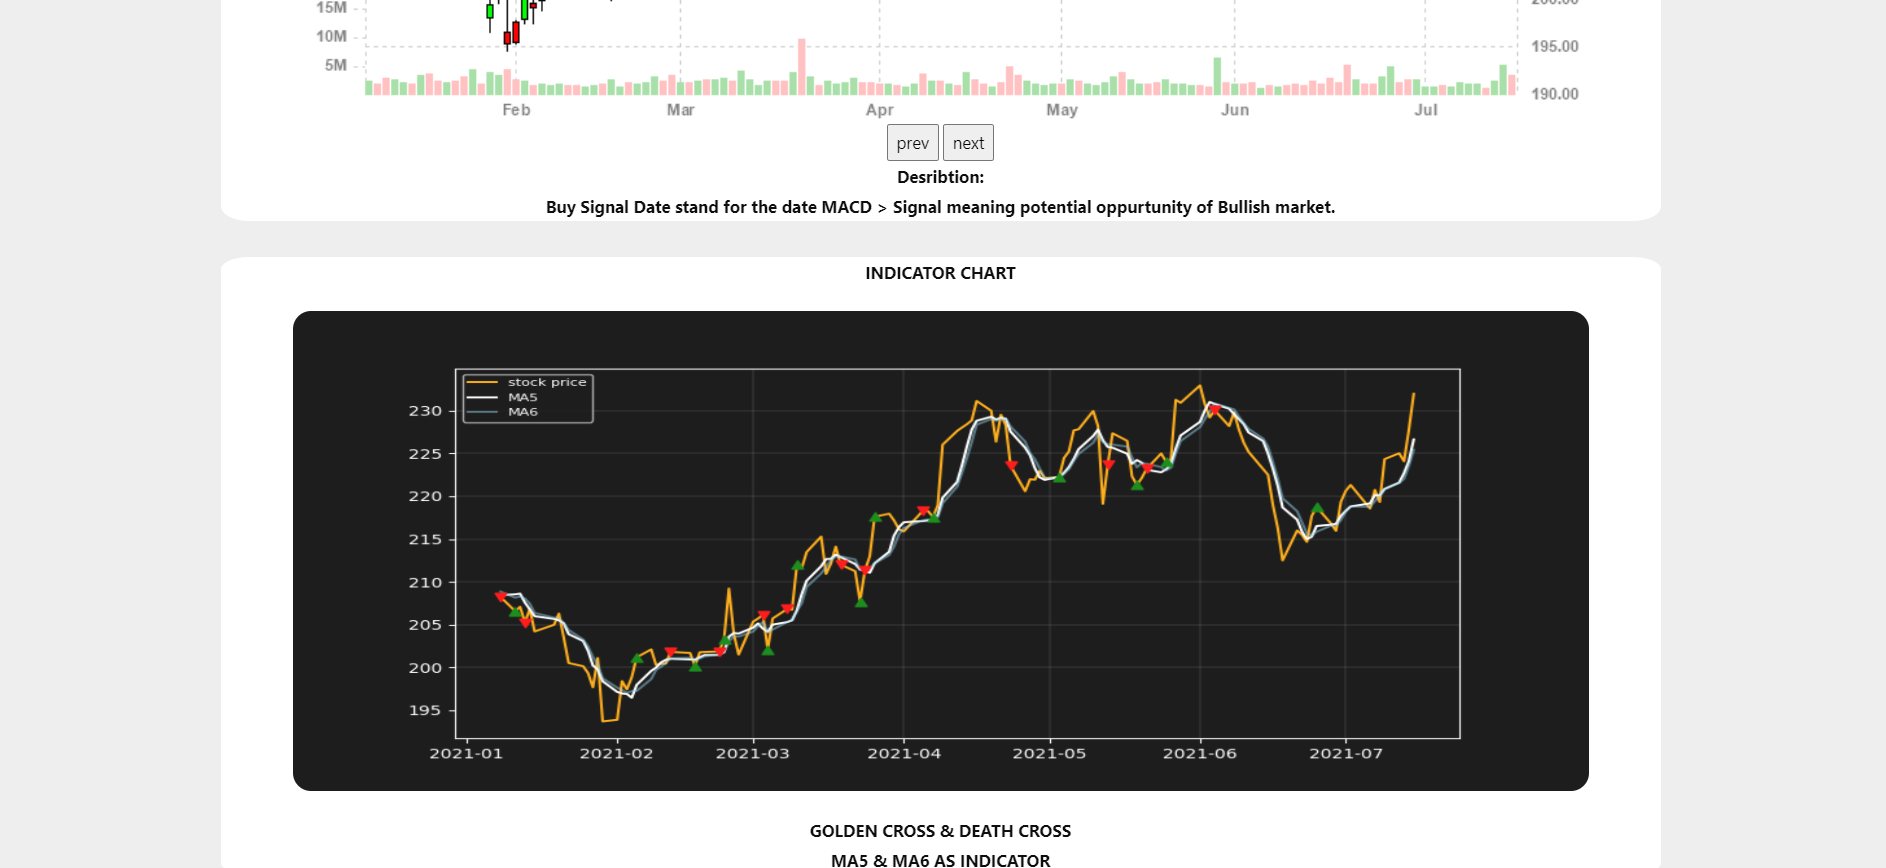 15M
10M
5M
195.00
190.00
Feb Mar Apr May Jun Jul
prev next
Desribtion:
Buy Signal Date stand for the date MACD > Signal meaning potential oppurtunity of Bullish market.
INDICATOR CHART
stock price
MA5
MA6
230
225
220
215
210
205
200
195
2021-01 2021-02 2021-03 2021-04 2021-05 2021-06 2021-07
GOLDEN CROSS & DEATH CROSS
MA5 & MA6 AS INDICATOR